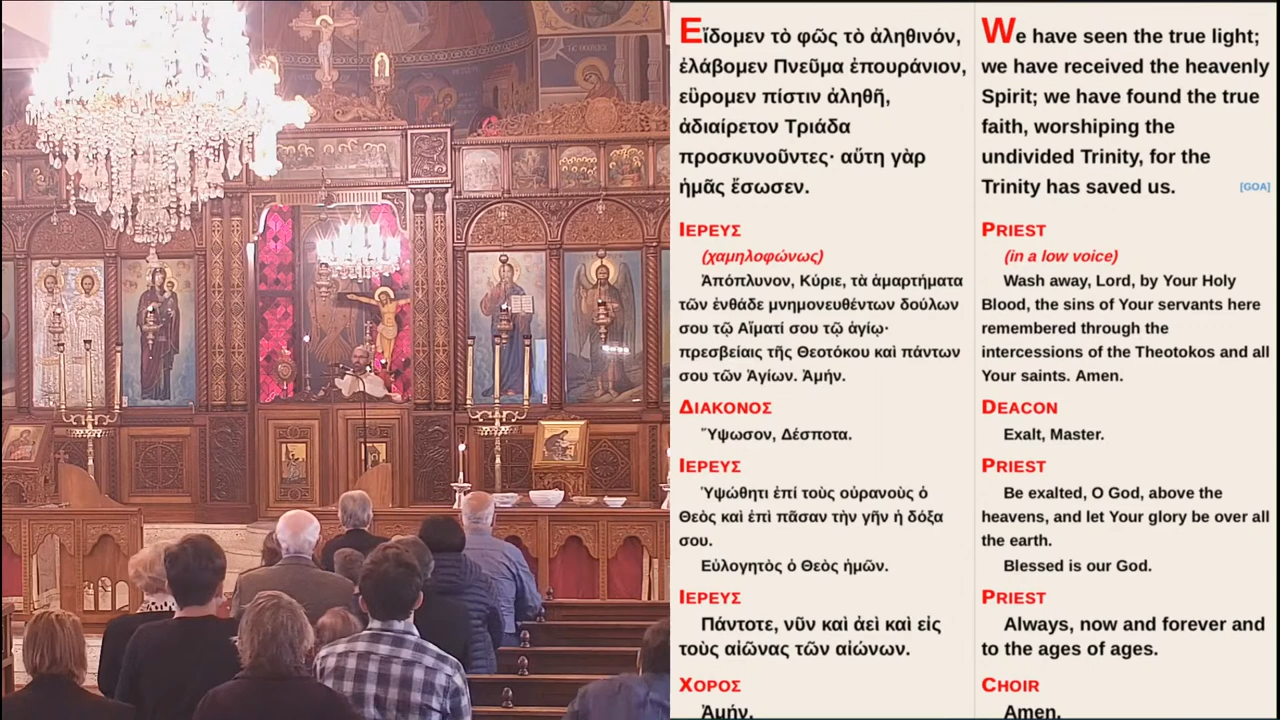 Εἴδομεν τὸ φῶς τὸ ἀληθινόν,
ἐλάβομεν Πνεῦμα ἐπουράνιον,
εὕρομεν πίστιν ἀληθῆ,
ἀδιαίρετον Τριάδα
προσκυνοῦντες· αὕτη γὰρ
ἡμᾶς ἔσωσεν.
ΙΕΡΕΥΣ
(χαμηλοφώνως)
Ἀπόπλυνον, Κύριε, τὰ ἁμαρτήματα
τῶν ἐνθάδε μνημονευθέντων δούλων
σου τῷ Αἵματί σου τῷ ἁγίῳ·
πρεσβείαις τῆς Θεοτόκου καὶ πάντων
σου τῶν Ἁγίων. Ἀμήν.
ΔΙΑΚΟΝΟΣ
Ὕψωσον, Δέσποτα.
ΙΕΡΕΥΣ
Ὑψώθητι ἐπί τοὺς οὐρανοὺς ὁ
Θεὸς καὶ ἐπὶ πᾶσαν τὴν γῆν ἡ δόξα
σου.
Εὐλογητὸς ὁ Θεὸς ἡμῶν.
ΙΕΡΕΥΣ
Πάντοτε, νῦν καὶ ἀεὶ καὶ εἰς
τοὺς αἰῶνας τῶν αἰώνων.
ΧΟΡΟΣ
Ἀμήν.
We have seen the true light;
we have received the heavenly
Spirit; we have found the true
faith, worshiping the
undivided Trinity, for the
Trinity has saved us. [GOA]
PRIEST
(in a low voice)
Wash away, Lord, by Your Holy
Blood, the sins of Your servants here
remembered through the
intercessions of the Theotokos and all
Your saints. Amen.
DEACON
Exalt, Master.
PRIEST
Be exalted, O God, above the
heavens, and let Your glory be over all
the earth.
Blessed is our God.
PRIEST
Always, now and forever and
to the ages of ages.
CHOIR
Amen.